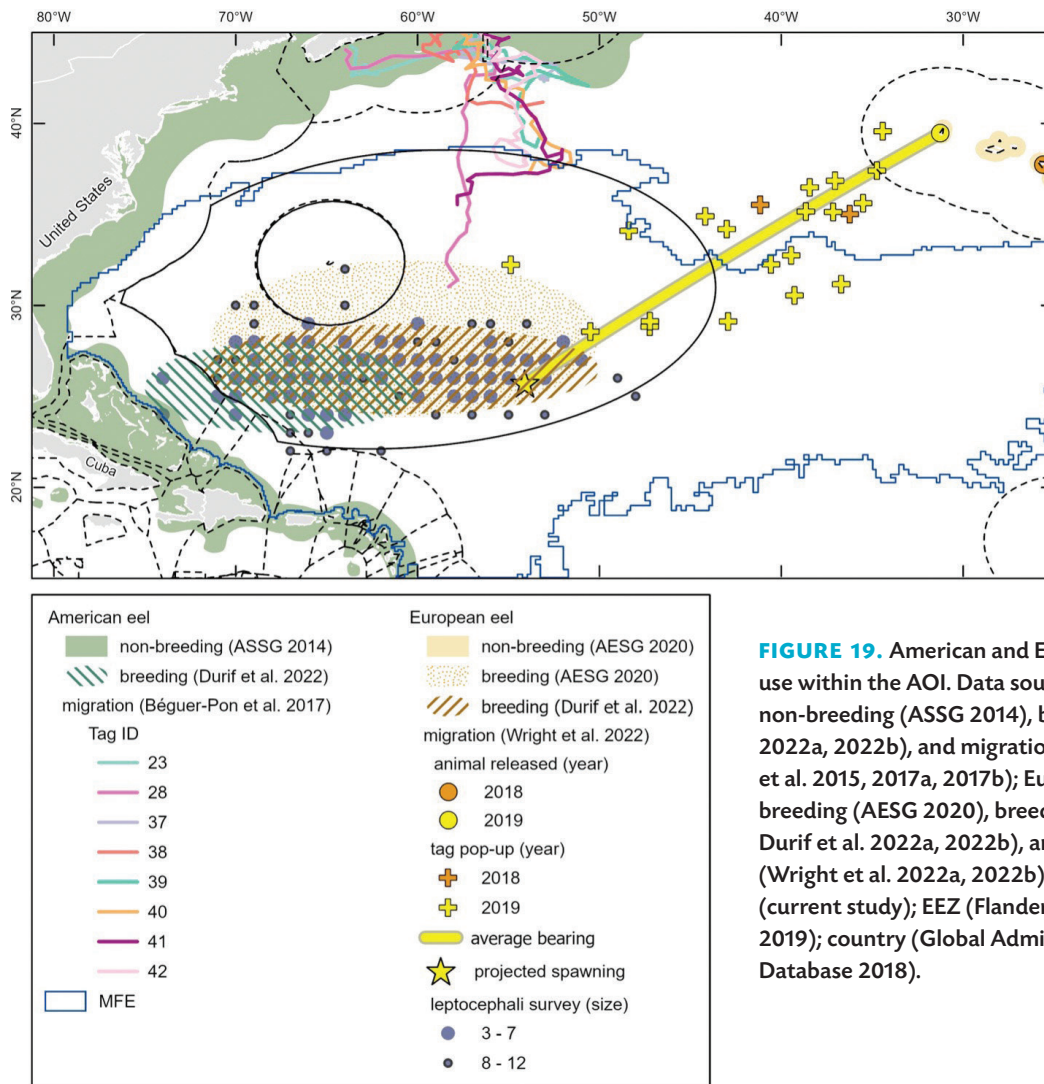 80°W 70°W 60°W 50°W 40°W 30°W
40°N
30°N
20°N
United States
Cuba
American eel
non-breeding (ASSG 2014)
breeding (Durif et al. 2022)
migration (Béguer-Pon et al. 2017)
Tag ID
23
28
37
38
39
40
41
42
MFE
European eel
non-breeding (AESG 2020)
breeding (AESG 2020)
breeding (Durif et al. 2022)
migration (Wright et al. 2022)
animal released (year)
2018
2019
tag pop-up (year)
2018
2019
average bearing
projected spawning
leptocephali survey (size)
3 - 7
8 - 12
FIGURE 19. American and E
use within the AOI. Data sou
non-breeding (ASSG 2014), b
2022a, 2022b), and migratio
et al. 2015, 2017a, 2017b); Eu
breeding (AESG 2020), breed
Durif et al. 2022a, 2022b), an
(Wright et al. 2022a, 2022b)
(current study); EEZ (Flander
2019); country (Global Admi
Database 2018).